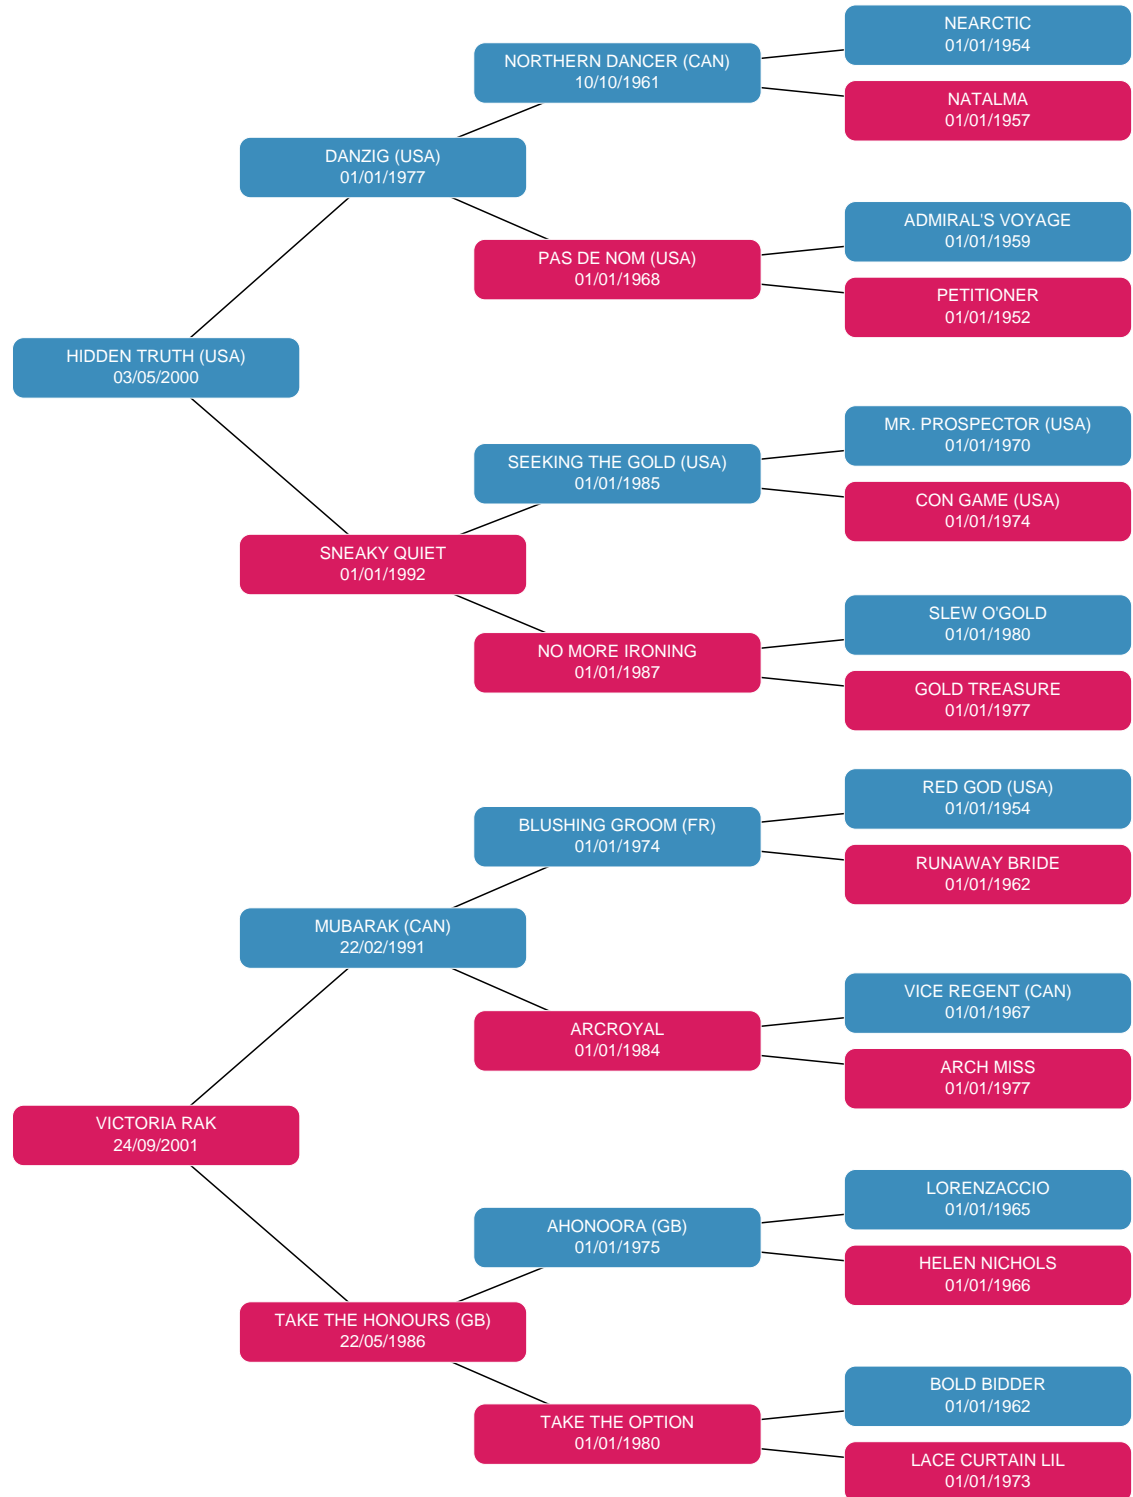 NEARCTIC
01/01/1954
NORTHERN DANCER (CAN)
10/10/1961
NATALMA
01/01/1957
DANZIG (USA)
01/01/1977
ADMIRAL'S VOYAGE
01/01/1959
PAS DE NOM (USA)
01/01/1968
PETITIONER
01/01/1952
HIDDEN TRUTH (USA)
03/05/2000
MR. PROSPECTOR (USA)
01/01/1970
SEEKING THE GOLD (USA)
01/01/1985
CON GAME (USA)
01/01/1974
SNEAKY QUIET
01/01/1992
SLEW O'GOLD
01/01/1980
NO MORE IRONING
01/01/1987
GOLD TREASURE
01/01/1977
RED GOD (USA)
01/01/1954
BLUSHING GROOM (FR)
01/01/1974
RUNAWAY BRIDE
01/01/1962
MUBARAK (CAN)
22/02/1991
VICE REGENT (CAN)
01/01/1967
ARCROYAL
01/01/1984
ARCH MISS
01/01/1977
VICTORIA RAK
24/09/2001
LORENZACCIO
01/01/1965
AHONOORA (GB)
01/01/1975
HELEN NICHOLS
01/01/1966
TAKE THE HONOURS (GB)
22/05/1986
BOLD BIDDER
01/01/1962
TAKE THE OPTION
01/01/1980
LACE CURTAIN LIL
01/01/1973